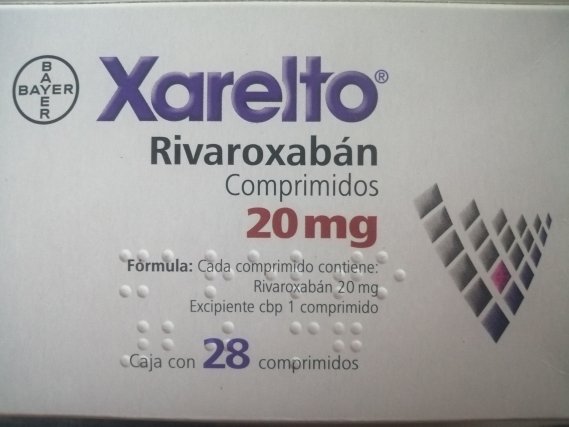 BAYER
BAYER
Xarelto®
Rivaroxabán
Comprimidos
20 mg
Fórmula: Cada comprimido contiene:
Rivaroxabán 20 mg
Excipiente cbp 1 comprimido
Caja con 28 comprimidos